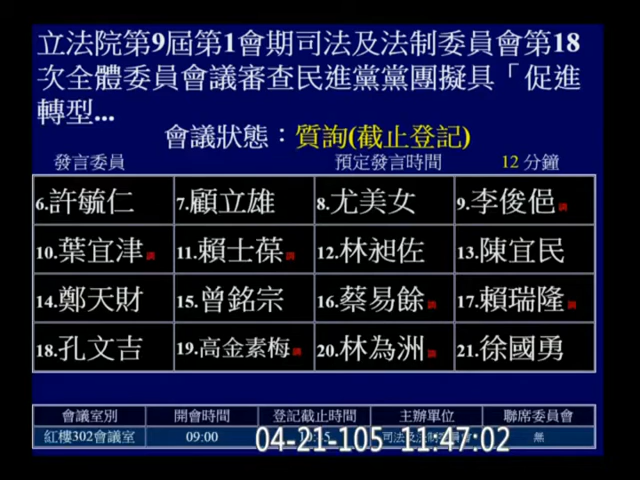 立法院第9屆第1會期司法及法制委員會第18
次全體委員會議審查民進黨黨團擬具「促進
轉型...
會議狀態：質詢(截止登記)
發言委員 預定發言時間 12 分鐘
6.許毓仁 7.顧立雄 8.尤美女 9.李俊俋
10.葉宜津 11.賴士葆 12.林昶佐 13.陳宜民
14.鄭天財 15.曾銘宗 16.蔡易餘 17.賴瑞隆
18.孔文吉 19.高金素梅 20.林為洲 21.徐國勇
會議室別 開會時間 登記截止時間 主辦單位 聯席委員會
紅樓302會議室 09:00 無
04-21-105 11:47:02